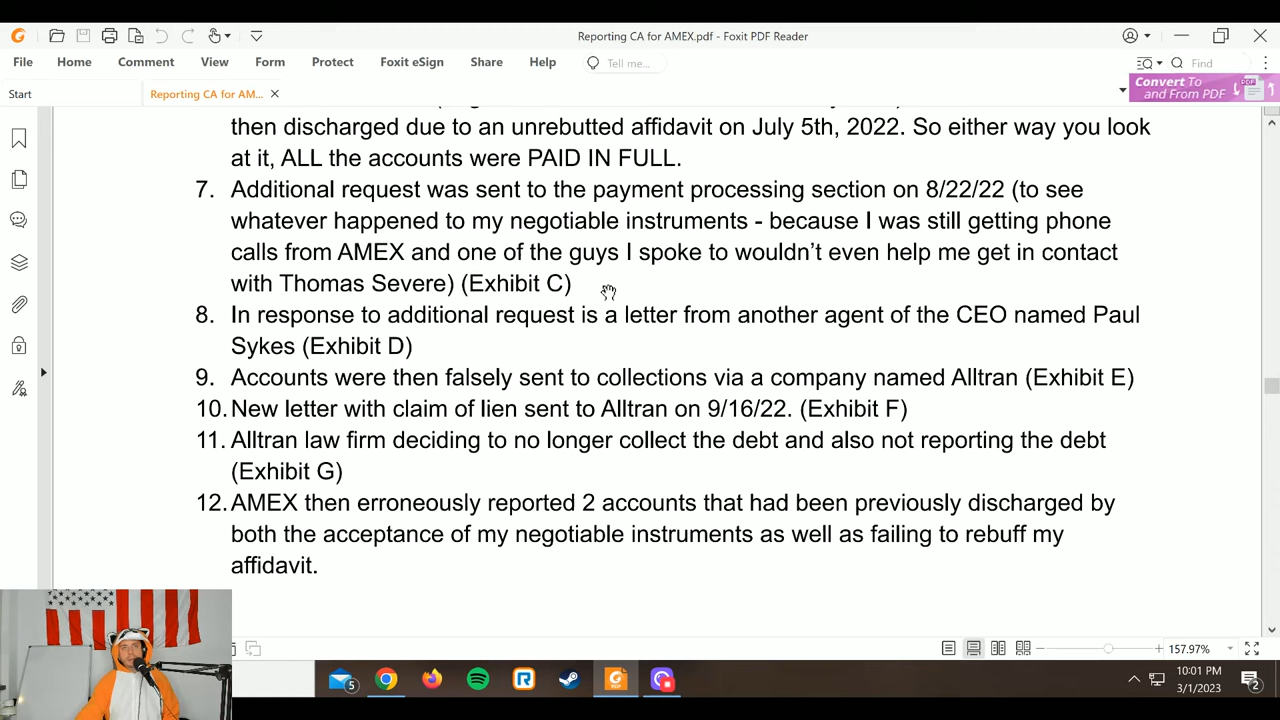 Reporting CA for AMEX.pdf - Foxit PDF Reader
File Home Comment View Form Protect Foxit eSign Share Help Tell me... Find
Start Reporting CA for AM... Convert To and From PDF
then discharged due to an unrebutted affidavit on July 5th, 2022. So either way you look
at it, ALL the accounts were PAID IN FULL.
7. Additional request was sent to the payment processing section on 8/22/22 (to see
whatever happened to my negotiable instruments - because I was still getting phone
calls from AMEX and one of the guys I spoke to wouldn't even help me get in contact
with Thomas Severe) (Exhibit C)
8. In response to additional request is a letter from another agent of the CEO named Paul
Sykes (Exhibit D)
9. Accounts were then falsely sent to collections via a company named Alltran (Exhibit E)
10. New letter with claim of lien sent to Alltran on 9/16/22. (Exhibit F)
11. Alltran law firm deciding to no longer collect the debt and also not reporting the debt
(Exhibit G)
12. AMEX then erroneously reported 2 accounts that had been previously discharged by
both the acceptance of my negotiable instruments as well as failing to rebuff my
affidavit.
157.97%
5
10:01 PM
3/1/2023
2